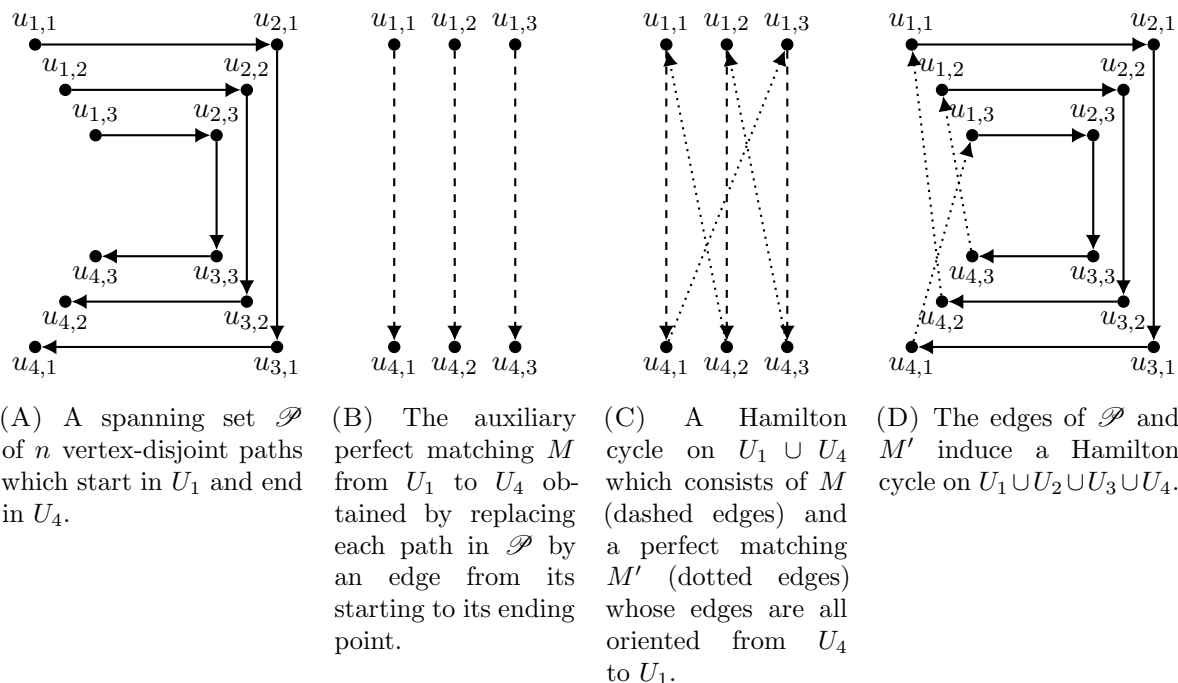 u1,1 u2,1
u1,2 u2,2
u1,3 u2,3
u4,3 u3,3
u4,2 u3,2
u4,1 u3,1
u1,1 u1,2 u1,3
u4,1 u4,2 u4,3
u1,1 u1,2 u1,3
u4,1 u4,2 u4,3
u1,1 u2,1
u1,2 u2,2
u1,3 u2,3
u4,3 u3,3
u4,2 u3,2
u4,1 u3,1
(A) A spanning set 𝒫
of n vertex-disjoint paths
which start in U1 and end
in U4.
(B) The auxiliary
perfect matching M
from U1 to U4 ob-
tained by replacing
each path in 𝒫 by
an edge from its
starting to its ending
point.
(C) A Hamilton
cycle on U1 ∪ U4
which consists of M
(dashed edges) and
a perfect matching
M′ (dotted edges)
whose edges are all
oriented from U4
to U1.
(D) The edges of 𝒫 and
M′ induce a Hamilton
cycle on U1∪U2∪U3∪U4.